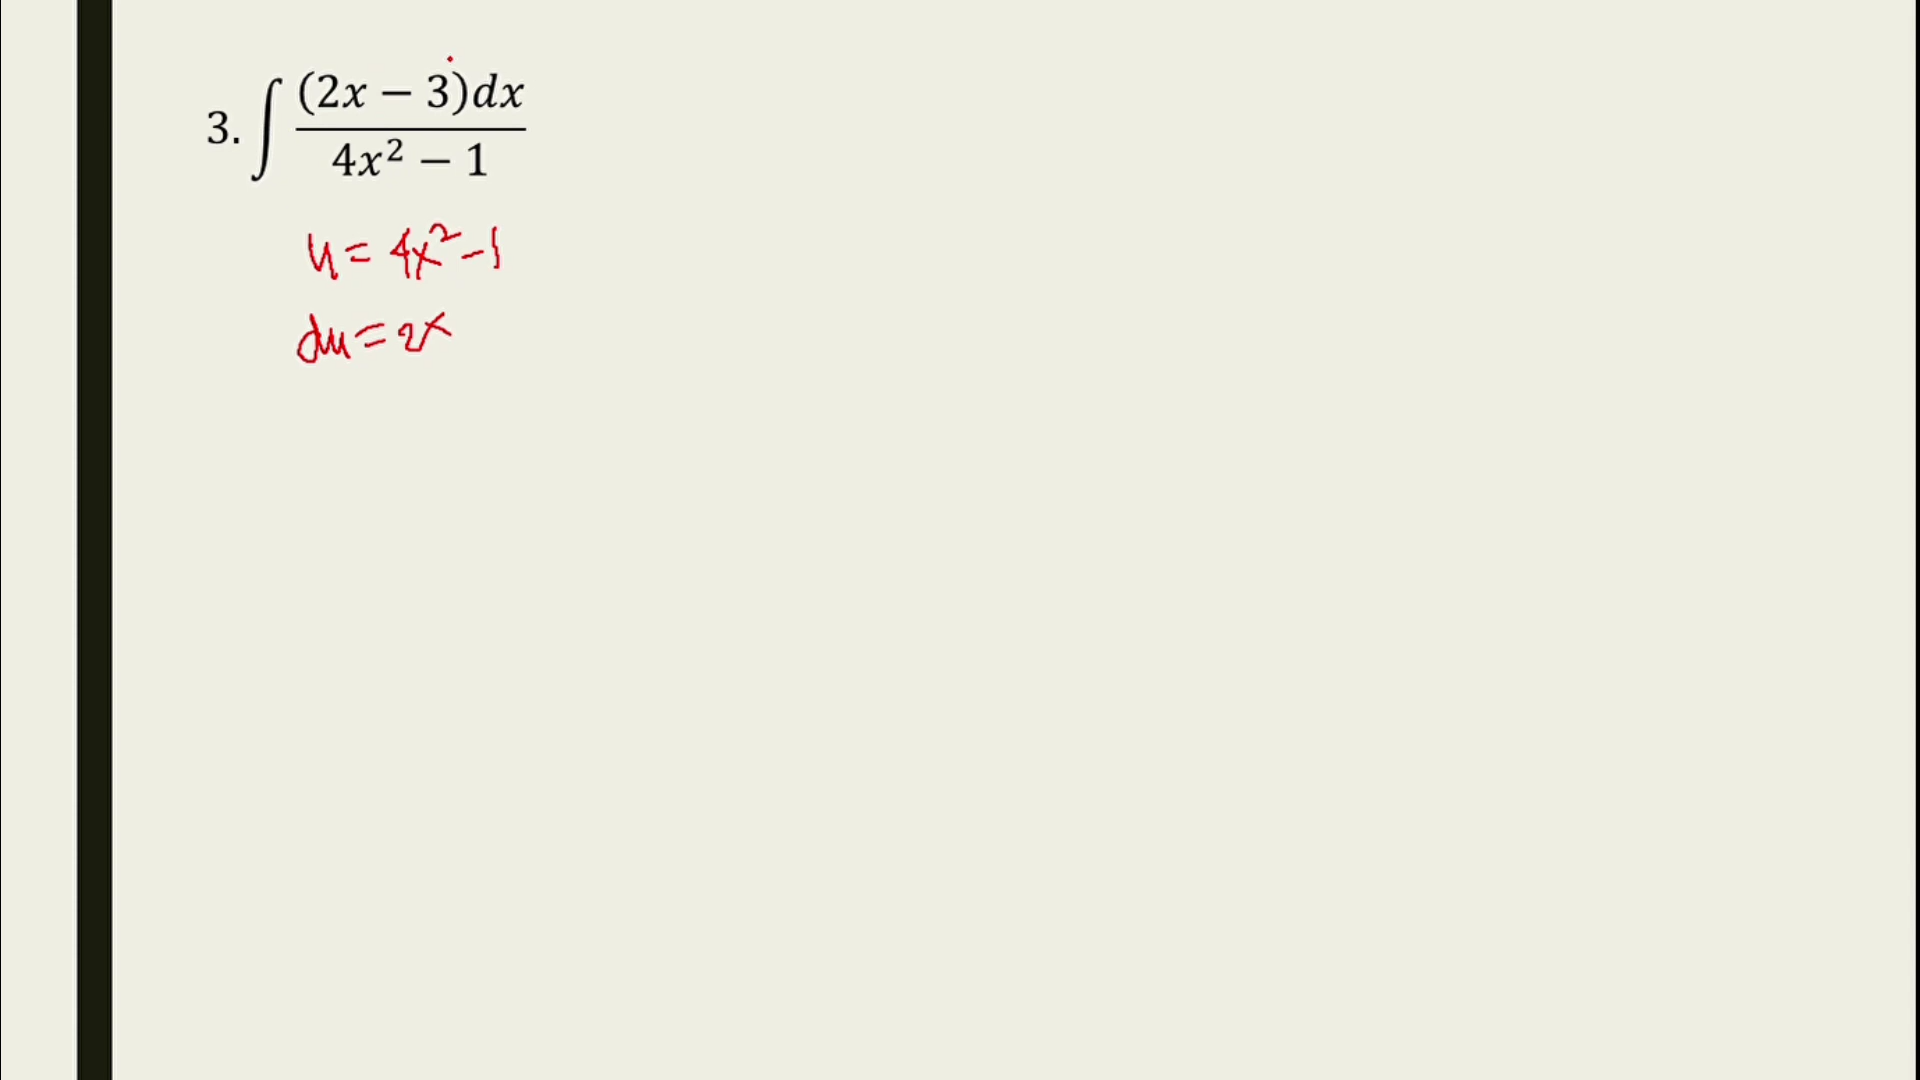 3. ∫ (2x − 3)dx / 4x² − 1
u = 4x² − 1
du = 2x